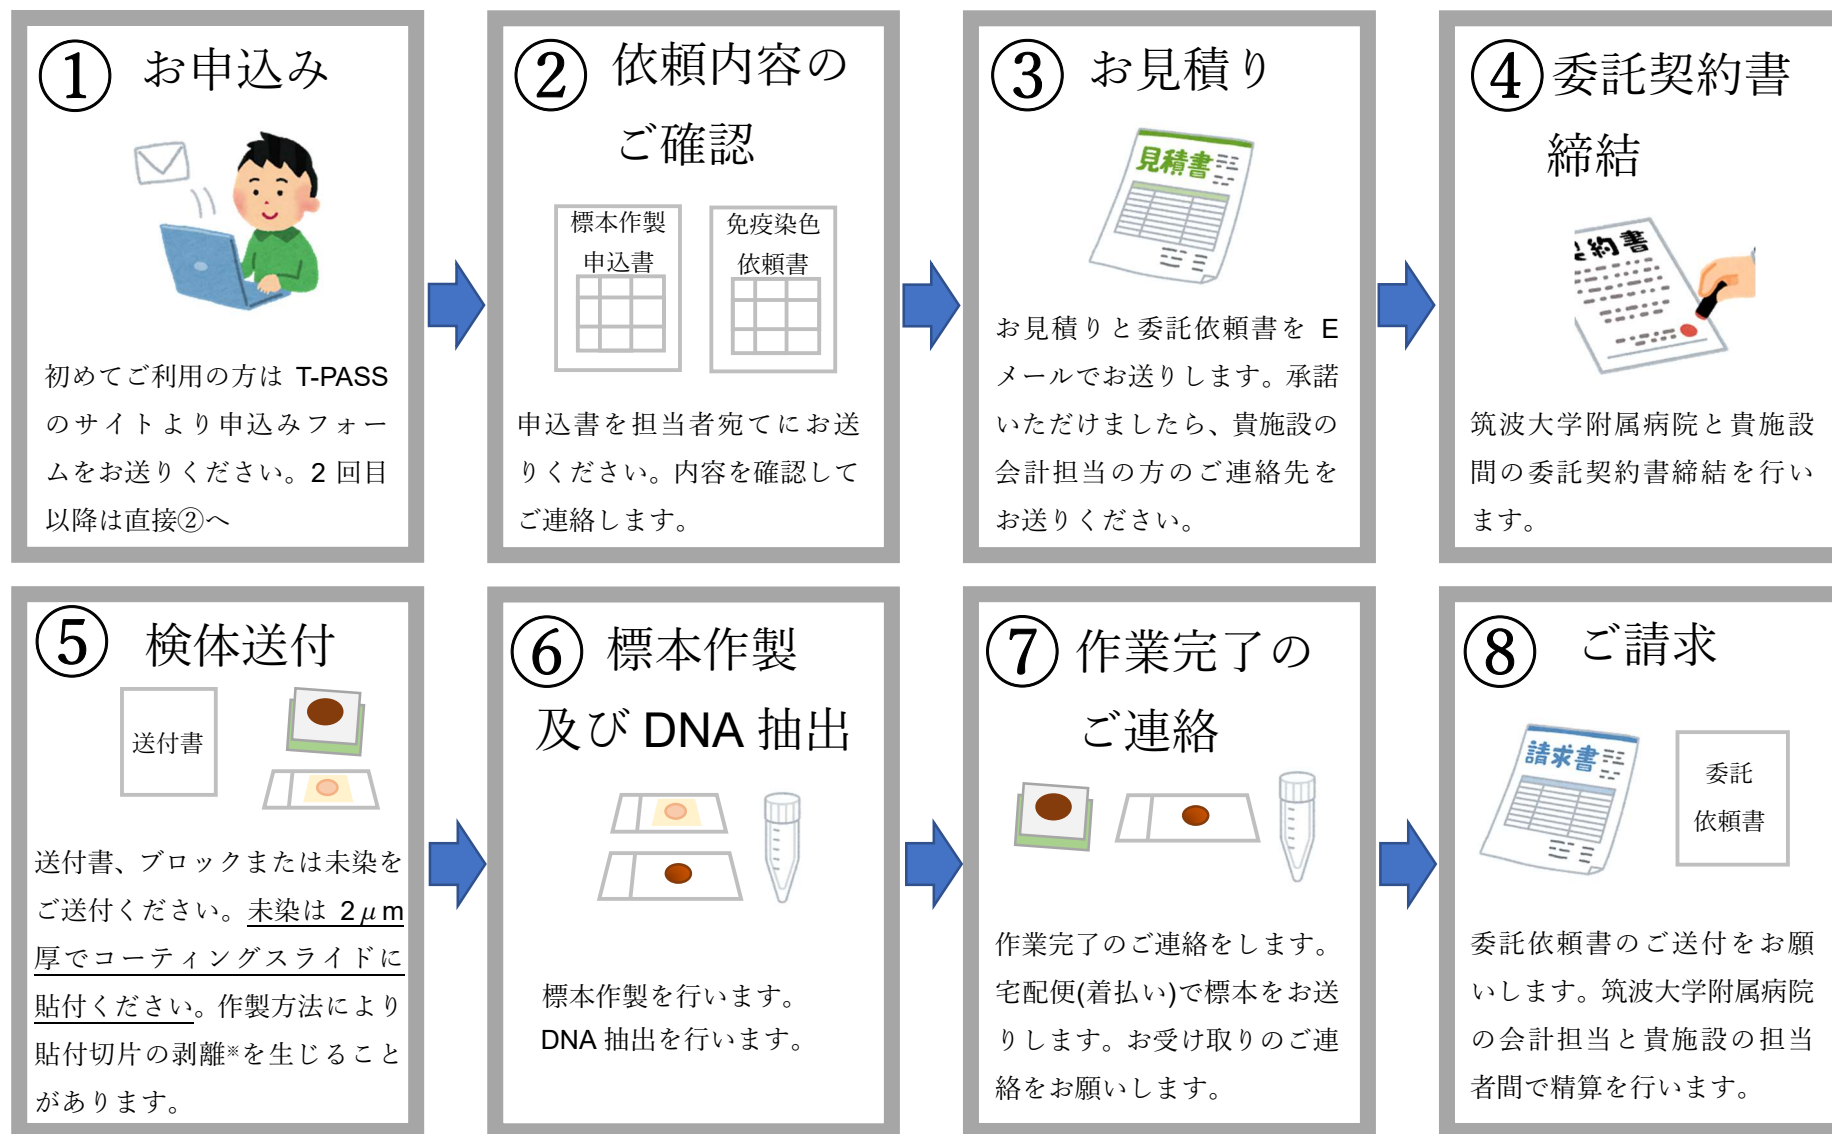 ① お申込み
初めてご利用の方は T-PASS
のサイトより申込みフォー
ムをお送りください。2 回目
以降は直接②へ
② 依頼内容の
ご確認
標本作製
申込書
免疫染色
依頼書
申込書を担当者宛てにお送
りください。内容を確認して
ご連絡します。
③ お見積り
見積書
お見積りと委託依頼書を E
メールでお送りします。承諾
いただけましたら、貴施設の
会計担当の方のご連絡先を
お送りください。
④ 委託契約書
締結
契約書
筑波大学附属病院と貴施設
間の委託契約書締結を行い
ます。
⑤ 検体送付
送付書
送付書、ブロックまたは未染を
ご送付ください。未染は 2μm
厚でコーティングスライドに
貼付ください。作製方法により
貼付切片の剥離※を生じること
があります。
⑥ 標本作製
及び DNA 抽出
標本作製を行います。
DNA 抽出を行います。
⑦ 作業完了の
ご連絡
作業完了のご連絡をします。
宅配便(着払い)で標本をお送
りします。お受け取りのご連
絡をお願いします。
⑧ ご請求
請求書
委託
依頼書
委託依頼書のご送付をお願
いします。筑波大学附属病院
の会計担当と貴施設の担当
者間で精算を行います。